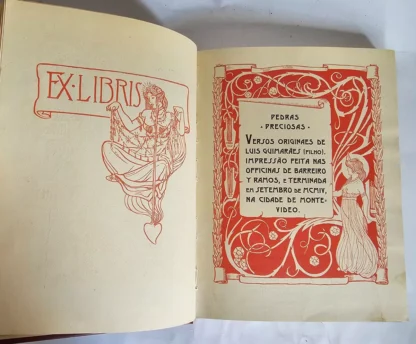 EX·LIBRIS
PEDRAS
· PRECIOSAS ·
VERSOS ORIGINAES DE
LUIS GUIMARÃES (FILHO).
IMPRESSÃO FEITA NAS
OFFICINAS DE BARREIRO
Y RAMOS, E TERMINADA
EM SETEMBRO DE MCMIV,
NA CIDADE DE MONTE-
VIDEO.